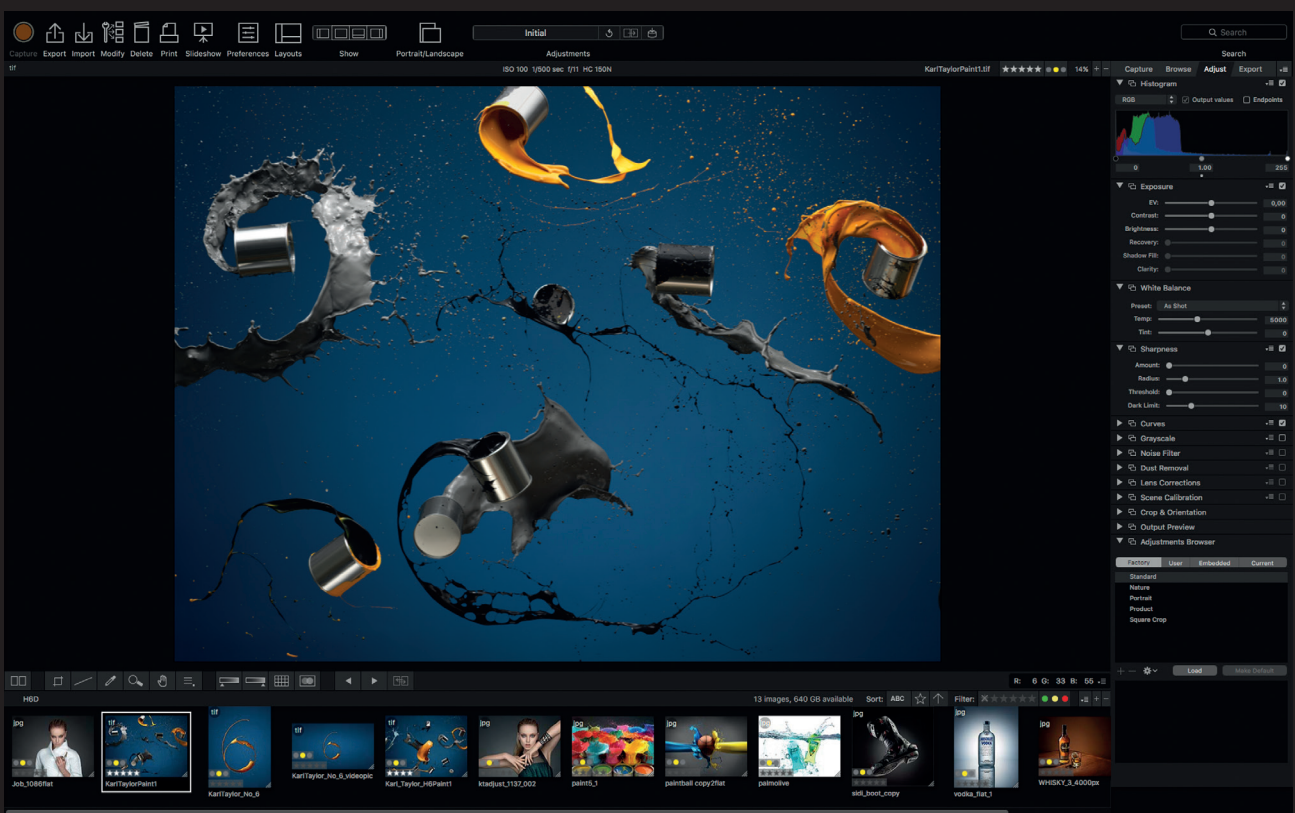 Initial
Search
Capture Export Import Modify Delete Print Slideshow Preferences Layouts Show Portrait/Landscape Adjustments Search
tif ISO 100 1/500 sec f/11 HC 150N KarlTaylorPaint1.tif 14% + −
Capture Browse Adjust Export
Histogram
RGB Output values Endpoints
0 1.00 255
Exposure
EV: 0,00
Contrast: 0
Brightness: 0
Recovery: 0
Shadow Fill: 0
Clarity: 0
White Balance
Preset: As Shot
Temp: 5000
Tint: 0
Sharpness
Amount: 0
Radius: 1.0
Threshold: 0
Dark Limit: 10
Curves
Grayscale
Noise Filter
Dust Removal
Lens Corrections
Scene Calibration
Crop & Orientation
Output Preview
Adjustments Browser
Factory User Embedded Current
Standard
Nature
Portrait
Product
Square Crop
Load Make Default
R: 6 G: 33 B: 55
H6D 13 images, 640 GB available Sort: ABC Filter:
jpg tif tif tif tif jpg jpg jpg jpg jpg jpg
Job_1086flat
KarlTaylorPaint1
KarlTaylor_No_6
KarlTaylor_No_6_videopic
Karl_Taylor_H6Paint1
ktadjust_1137_002
paint5_1
paintball copy2flat
palmolive
sidi_boot_copy
VODKA
vodka_flat_1
WHISKY_3_4000px